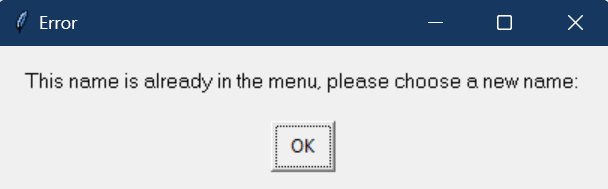 Error
This name is already in the menu, please choose a new name:
OK